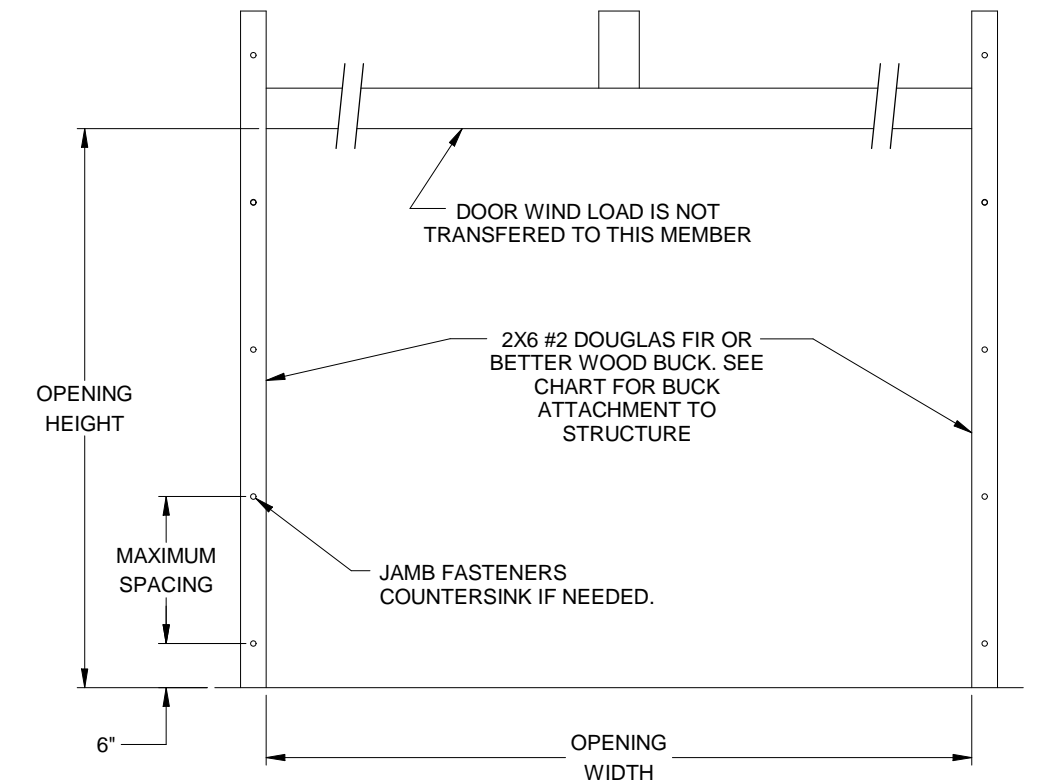 DOOR WIND LOAD IS NOT
TRANSFERED TO THIS MEMBER
2X6 #2 DOUGLAS FIR OR
BETTER WOOD BUCK. SEE
CHART FOR BUCK
ATTACHMENT TO
STRUCTURE
OPENING
HEIGHT
MAXIMUM
SPACING
JAMB FASTENERS
COUNTERSINK IF NEEDED.
6"
OPENING
WIDTH